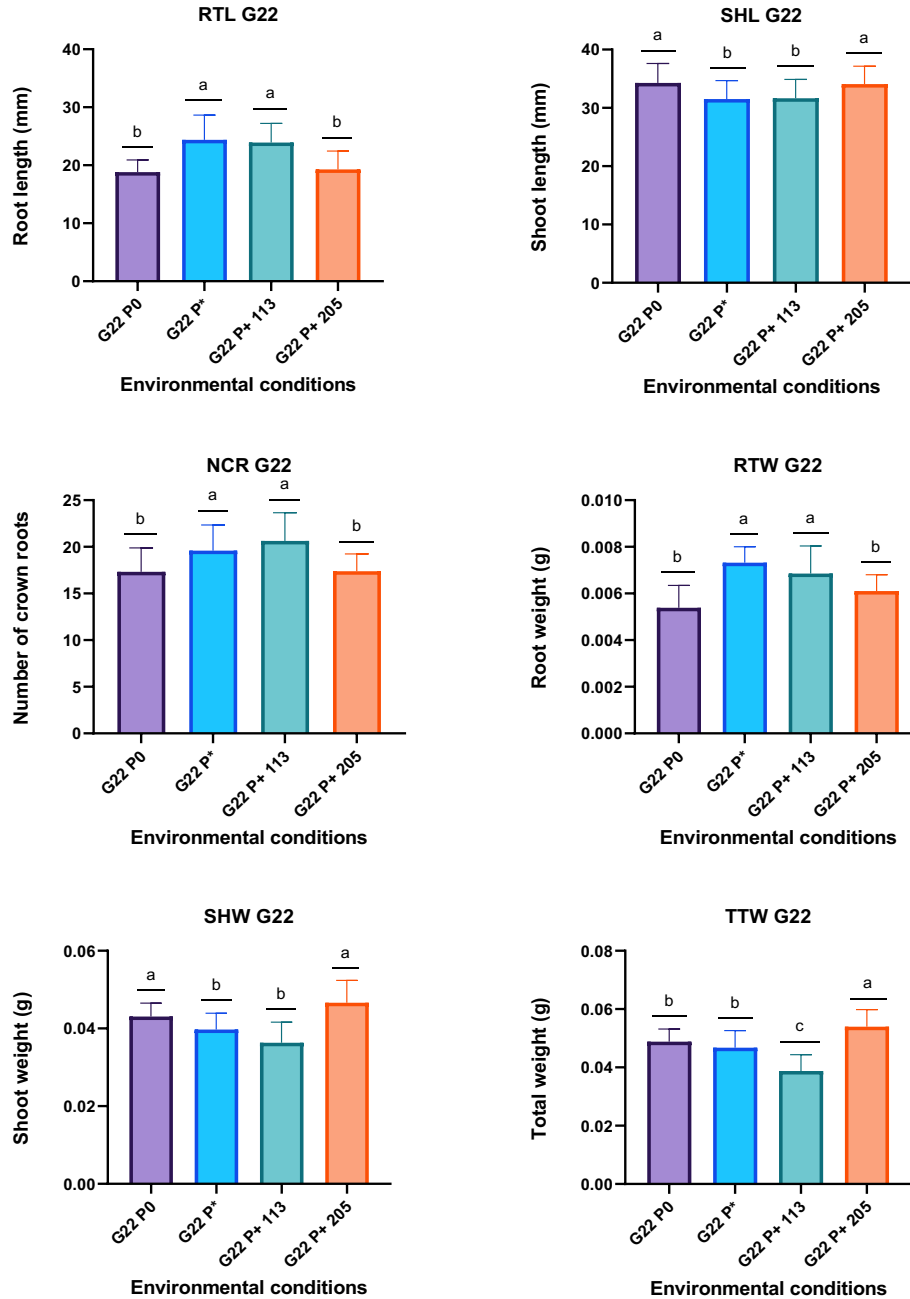 RTL G22
Root length (mm)
40
30
20
10
0
b
a
a
b
G22 P0
G22 P*
G22 P+ 113
G22 P+ 205
Environmental conditions
SHL G22
Shoot length (mm)
40
30
20
10
0
a
b
b
a
G22 P0
G22 P*
G22 P+ 113
G22 P+ 205
Environmental conditions
NCR G22
Number of crown roots
25
20
15
10
5
0
b
a
a
b
G22 P0
G22 P*
G22 P+ 113
G22 P+ 205
Environmental conditions
RTW G22
Root weight (g)
0.010
0.008
0.006
0.004
0.002
0.000
b
a
a
b
G22 P0
G22 P*
G22 P+ 113
G22 P+ 205
Environmental conditions
SHW G22
Shoot weight (g)
0.06
0.04
0.02
0.00
a
b
b
a
G22 P0
G22 P*
G22 P+ 113
G22 P+ 205
Environmental conditions
TTW G22
Total weight (g)
0.08
0.06
0.04
0.02
0.00
b
b
c
a
G22 P0
G22 P*
G22 P+ 113
G22 P+ 205
Environmental conditions